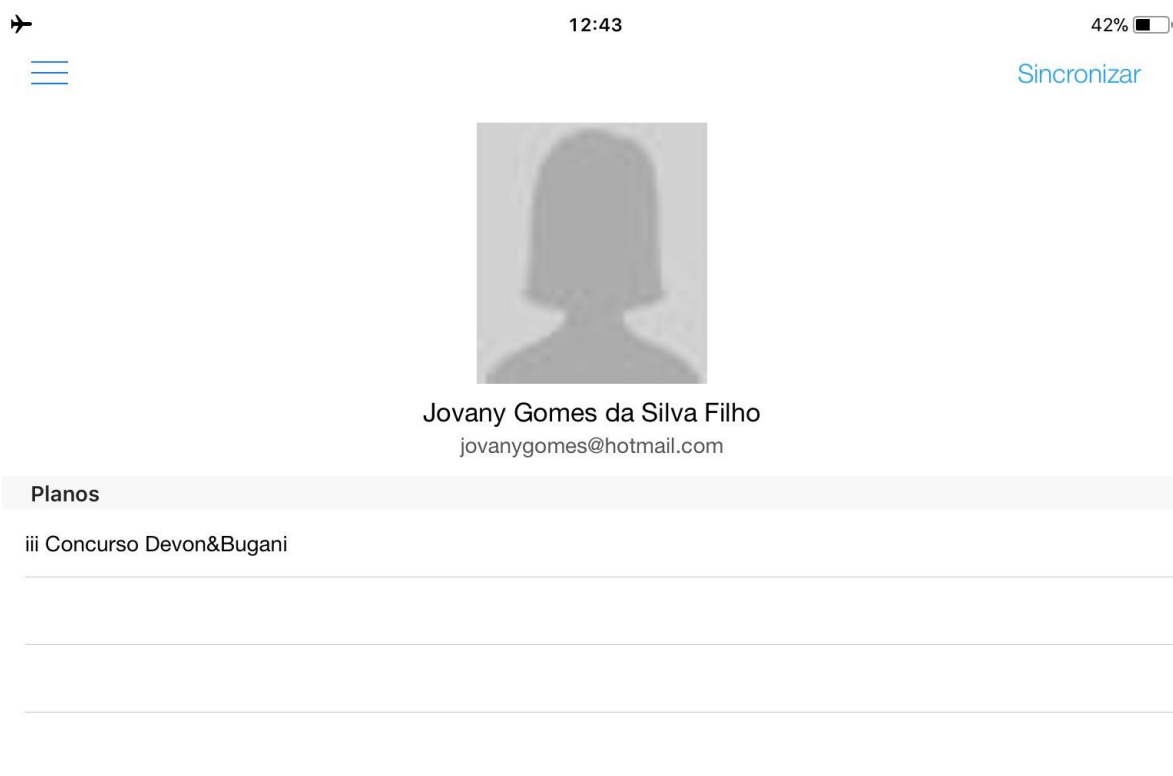 12:43
42%
Sincronizar
Jovany Gomes da Silva Filho
jovanygomes@hotmail.com
Planos
iii Concurso Devon&Bugani